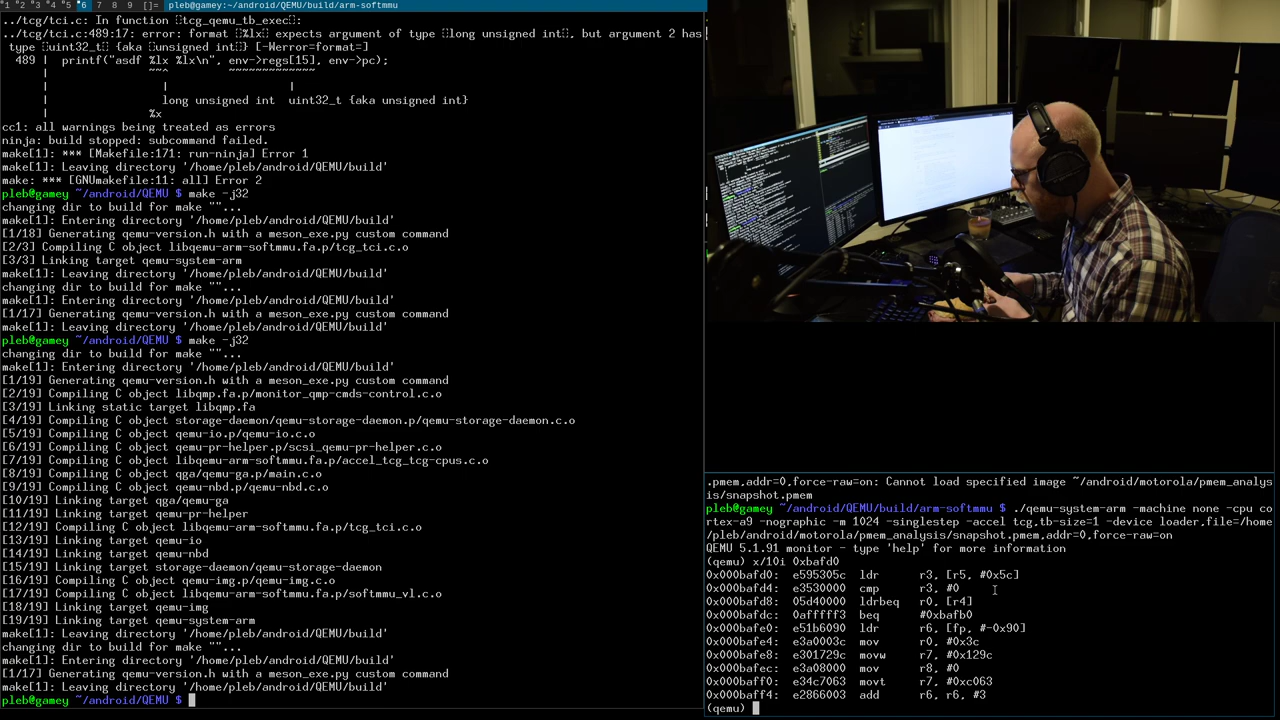 *1 *2 *3 *4 *5 *6 7 8 9 []= pleb@gamey:~/android/QEMU/build/arm-softmmu
../tcg/tci.c: In function tcg_qemu_tb_exec:
../tcg/tci.c:489:17: error: format %lx expects argument of type long unsigned int, but argument 2 has
type uint32_t {aka unsigned int} [-Werror=format=]
489 | printf("asdf %lx %lx\n", env->regs[15], env->pc);
| ~~^ ~~~~~~~~~~~~~
| | |
| long unsigned int uint32_t {aka unsigned int}
| %x
cc1: all warnings being treated as errors
ninja: build stopped: subcommand failed.
make[1]: *** [Makefile:171: run-ninja] Error 1
make[1]: Leaving directory '/home/pleb/android/QEMU/build'
make: *** [GNUmakefile:11: all] Error 2
pleb@gamey ~/android/QEMU $ make -j32
changing dir to build for make ""...
make[1]: Entering directory '/home/pleb/android/QEMU/build'
[1/18] Generating qemu-version.h with a meson_exe.py custom command
[2/3] Compiling C object libqemu-arm-softmmu.fa.p/tcg_tci.c.o
[3/3] Linking target qemu-system-arm
make[1]: Leaving directory '/home/pleb/android/QEMU/build'
changing dir to build for make ""...
make[1]: Entering directory '/home/pleb/android/QEMU/build'
[1/17] Generating qemu-version.h with a meson_exe.py custom command
make[1]: Leaving directory '/home/pleb/android/QEMU/build'
pleb@gamey ~/android/QEMU $ make -j32
changing dir to build for make ""...
make[1]: Entering directory '/home/pleb/android/QEMU/build'
[1/19] Generating qemu-version.h with a meson_exe.py custom command
[2/19] Compiling C object libqmp.fa.p/monitor_qmp-cmds-control.c.o
[3/19] Linking static target libqmp.fa
[4/19] Compiling C object storage-daemon/qemu-storage-daemon.p/qemu-storage-daemon.c.o
[5/19] Compiling C object qemu-io.p/qemu-io.c.o
[6/19] Compiling C object qemu-pr-helper.p/scsi_qemu-pr-helper.c.o
[7/19] Compiling C object libqemu-arm-softmmu.fa.p/accel_tcg_tcg-cpus.c.o
[8/19] Compiling C object qga/qemu-ga.p/main.c.o
[9/19] Compiling C object qemu-nbd.p/qemu-nbd.c.o
[10/19] Linking target qga/qemu-ga
[11/19] Linking target qemu-pr-helper
[12/19] Compiling C object libqemu-arm-softmmu.fa.p/tcg_tci.c.o
[13/19] Linking target qemu-io
[14/19] Linking target qemu-nbd
[15/19] Linking target storage-daemon/qemu-storage-daemon
[16/19] Compiling C object qemu-img.p/qemu-img.c.o
[17/19] Compiling C object libqemu-arm-softmmu.fa.p/softmmu_vl.c.o
[18/19] Linking target qemu-img
[19/19] Linking target qemu-system-arm
make[1]: Leaving directory '/home/pleb/android/QEMU/build'
changing dir to build for make ""...
make[1]: Entering directory '/home/pleb/android/QEMU/build'
[1/17] Generating qemu-version.h with a meson_exe.py custom command
make[1]: Leaving directory '/home/pleb/android/QEMU/build'
pleb@gamey ~/android/QEMU $
.pmem,addr=0,force-raw=on: Cannot load specified image ~/android/motorola/pmem_analys
is/snapshot.pmem
pleb@gamey ~/android/QEMU/build/arm-softmmu $ ./qemu-system-arm -machine none -cpu co
rtex-a9 -nographic -m 1024 -singlestep -accel tcg,tb-size=1 -device loader,file=/home
/pleb/android/motorola/pmem_analysis/snapshot.pmem,addr=0,force-raw=on
QEMU 5.1.91 monitor - type 'help' for more information
(qemu) x/10i 0xbafd0
0x000bafd0: e595305c ldr r3, [r5, #0x5c]
0x000bafd4: e3530000 cmp r3, #0
0x000bafd8: 05d40000 ldrbeq r0, [r4]
0x000bafdc: 0afffff3 beq #0xbafb0
0x000bafe0: e51b6090 ldr r6, [fp, #-0x90]
0x000bafe4: e3a0003c mov r0, #0x3c
0x000bafe8: e301729c movw r7, #0x129c
0x000bafec: e3a08000 mov r8, #0
0x000baff0: e34c7063 movt r7, #0xc063
0x000baff4: e2866003 add r6, r6, #3
(qemu)